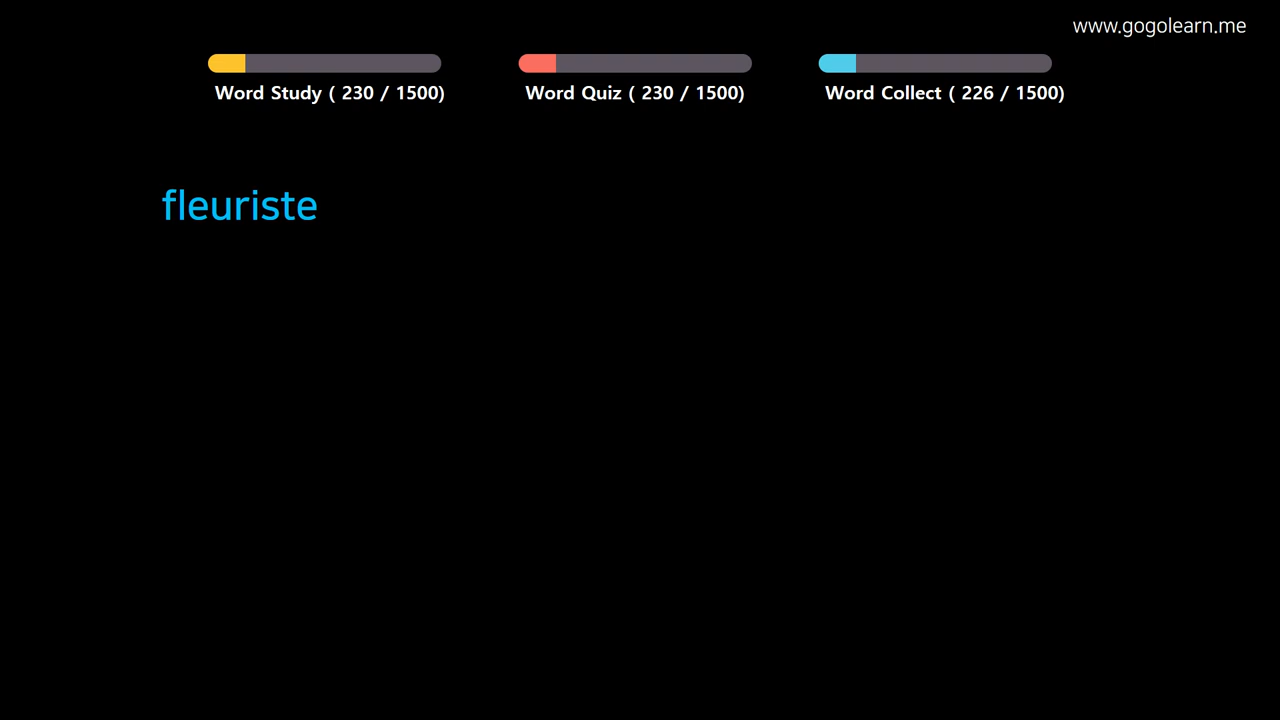 www.gogolearn.me
Word Study ( 230 / 1500)
Word Quiz ( 230 / 1500)
Word Collect ( 226 / 1500)
fleuriste